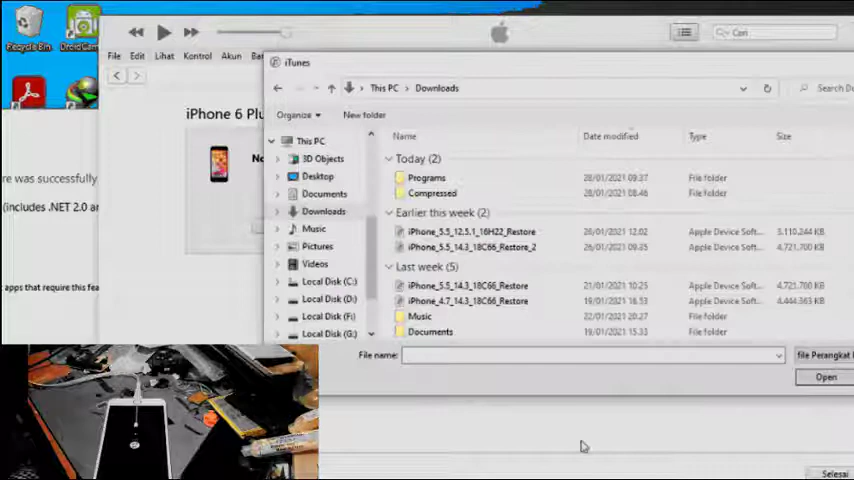 Recycle Bin
DroidCam
File Edit Lihat Kontrol Akun
Cari
iPhone 6 Plu
No
re was successfully
(includes .NET 2.0 an
t apps that require this fea
iTunes
This PC
Downloads
Search Do
Organize
New folder
Name
Date modified
Type
Size
This PC
3D Objects
Desktop
Documents
Downloads
Music
Pictures
Videos
Local Disk (C:)
Local Disk (D:)
Local Disk (F:)
Local Disk (G:)
Today (2)
Programs 28/01/2021 09.37 File folder
Compressed 28/01/2021 08.46 File folder
Earlier this week (2)
iPhone_5.5_12.5.1_16H22_Restore 12.02 Apple Device Soft... 3.110.244 KB
iPhone_5.5_14.3_18C66_Restore_2 26/01/2021 09.35 Apple Device Soft... 4.721.700 KB
Last week (5)
iPhone_5.5_14.3_18C66_Restore 21/01/2021 10.25 Apple Device Soft... 4.721.700 KB
iPhone_4.7_14.3_18C66_Restore 19/01/2021 Apple Device Soft... 4.444.363 KB
Music 22/01/2021 20.27 File folder
Documents 19/01/2021 15.33 File folder
File name:
file Perangkat
Open
Selesai